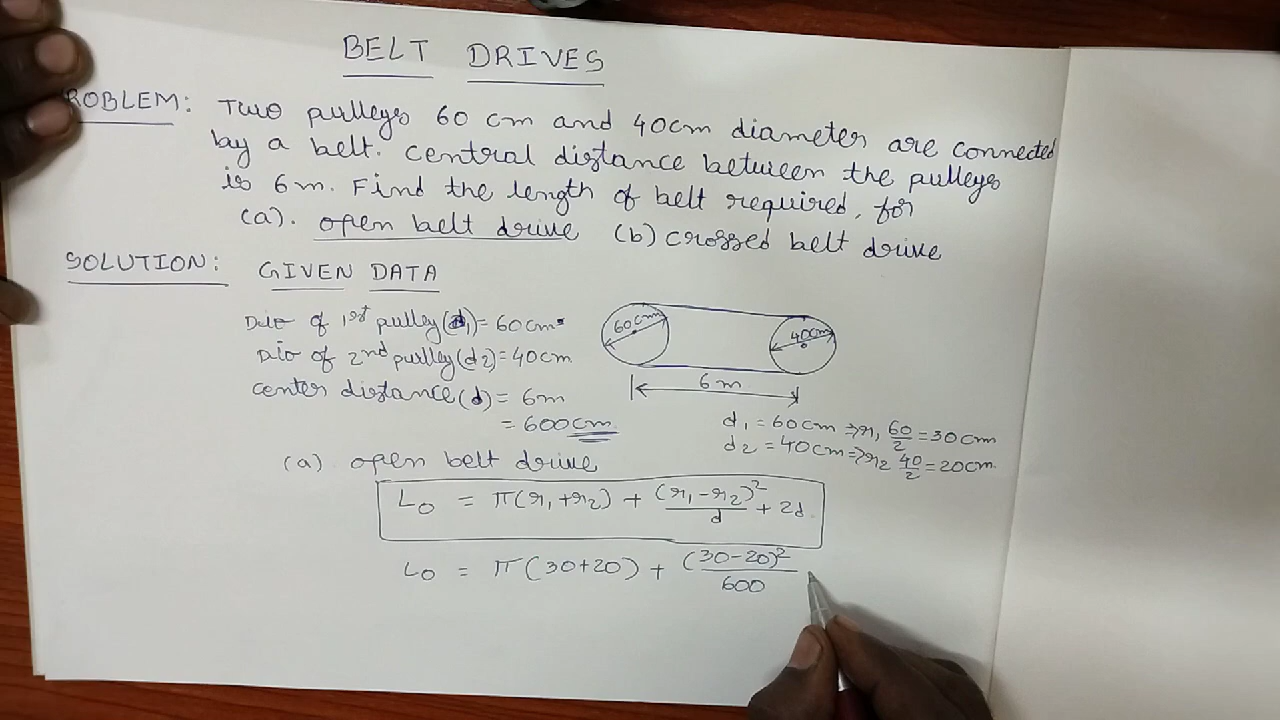 BELT DRIVES
ROBLEM: Two pulleys 60 cm and 40cm diameter are connected
by a belt. central distance between the pulleys
is 6m. Find the length of belt required, for
(a). open belt drive (b) crossed belt drive
SOLUTION: GIVEN DATA
Dia of 1st pulley(d1)= 60cm
Dia of 2nd pulley(d2)=40cm
center distance(d)= 6m
= 600cm
60cm
40cm
6m
d1 = 60cm ⇒ r1 60/2 = 30cm
d2 = 40cm ⇒ r2 40/2 = 20cm
(a) open belt drive
LO = π(r1+r2) + (r1-r2)²/d + 2d.
LO = π(30+20) + (30-20)²/600